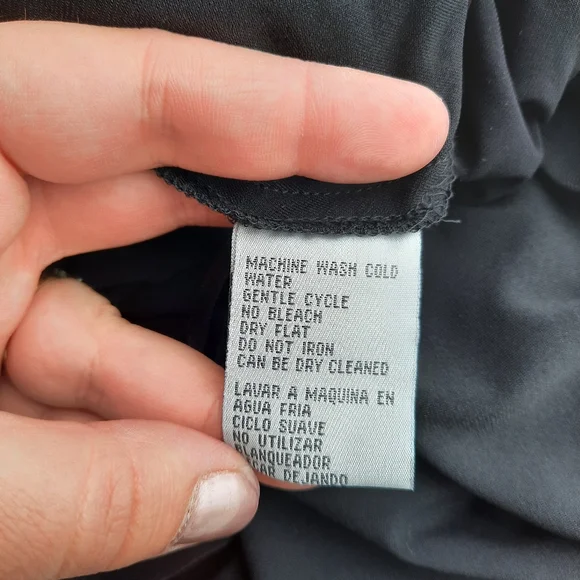 MACHINE WASH COLD
WATER
GENTLE CYCLE
NO BLEACH
DRY FLAT
DO NOT IRON
CAN BE DRY CLEANED
LAVAR A MAQUINA EN
AGUA FRIA
CICLO SUAVE
NO UTILIZAR
BLANQUEADOR
DEJANDO